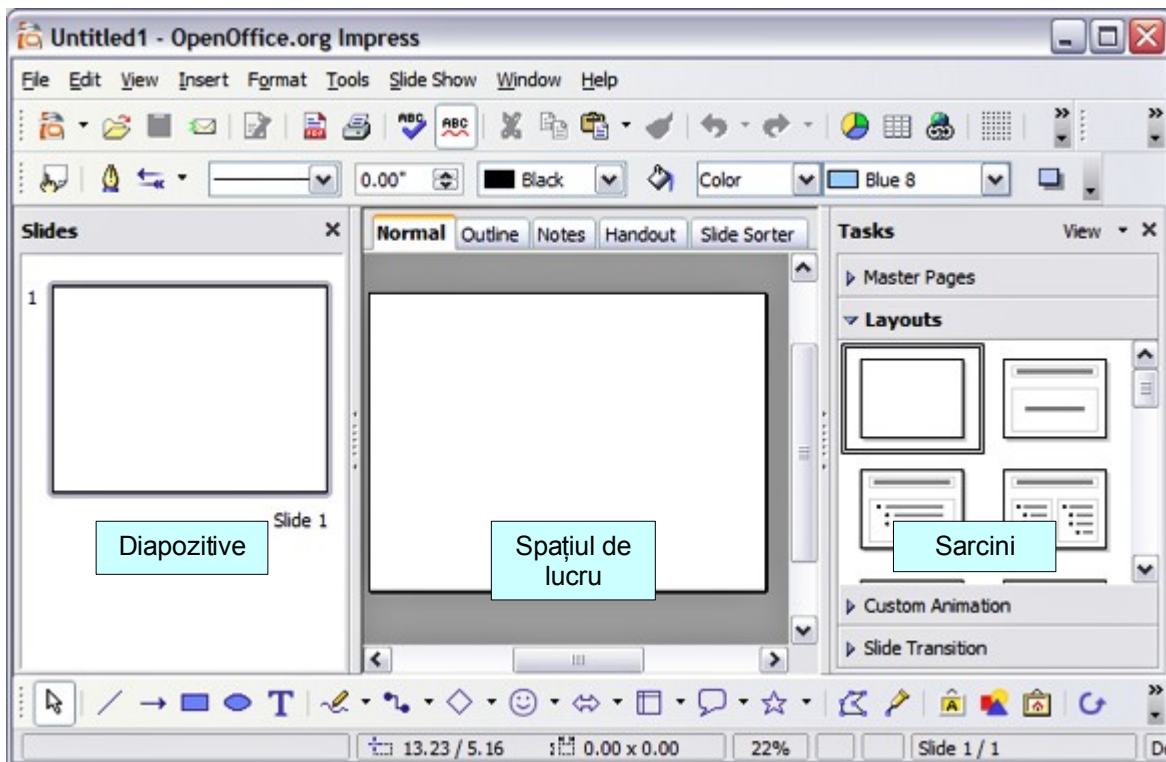 Untitled1 - OpenOffice.org Impress
File Edit View Insert Format Tools Slide Show Window Help
ABC ABC
0.00" Black Color Blue 8
Slides
Normal Outline Notes Handout Slide Sorter
Tasks View
Master Pages
1
Layouts
Slide 1
Diapozitive
Spațiul de
lucru
Sarcini
Custom Animation
Slide Transition
T
A
13.23 / 5.16 0.00 x 0.00 22% Slide 1 / 1